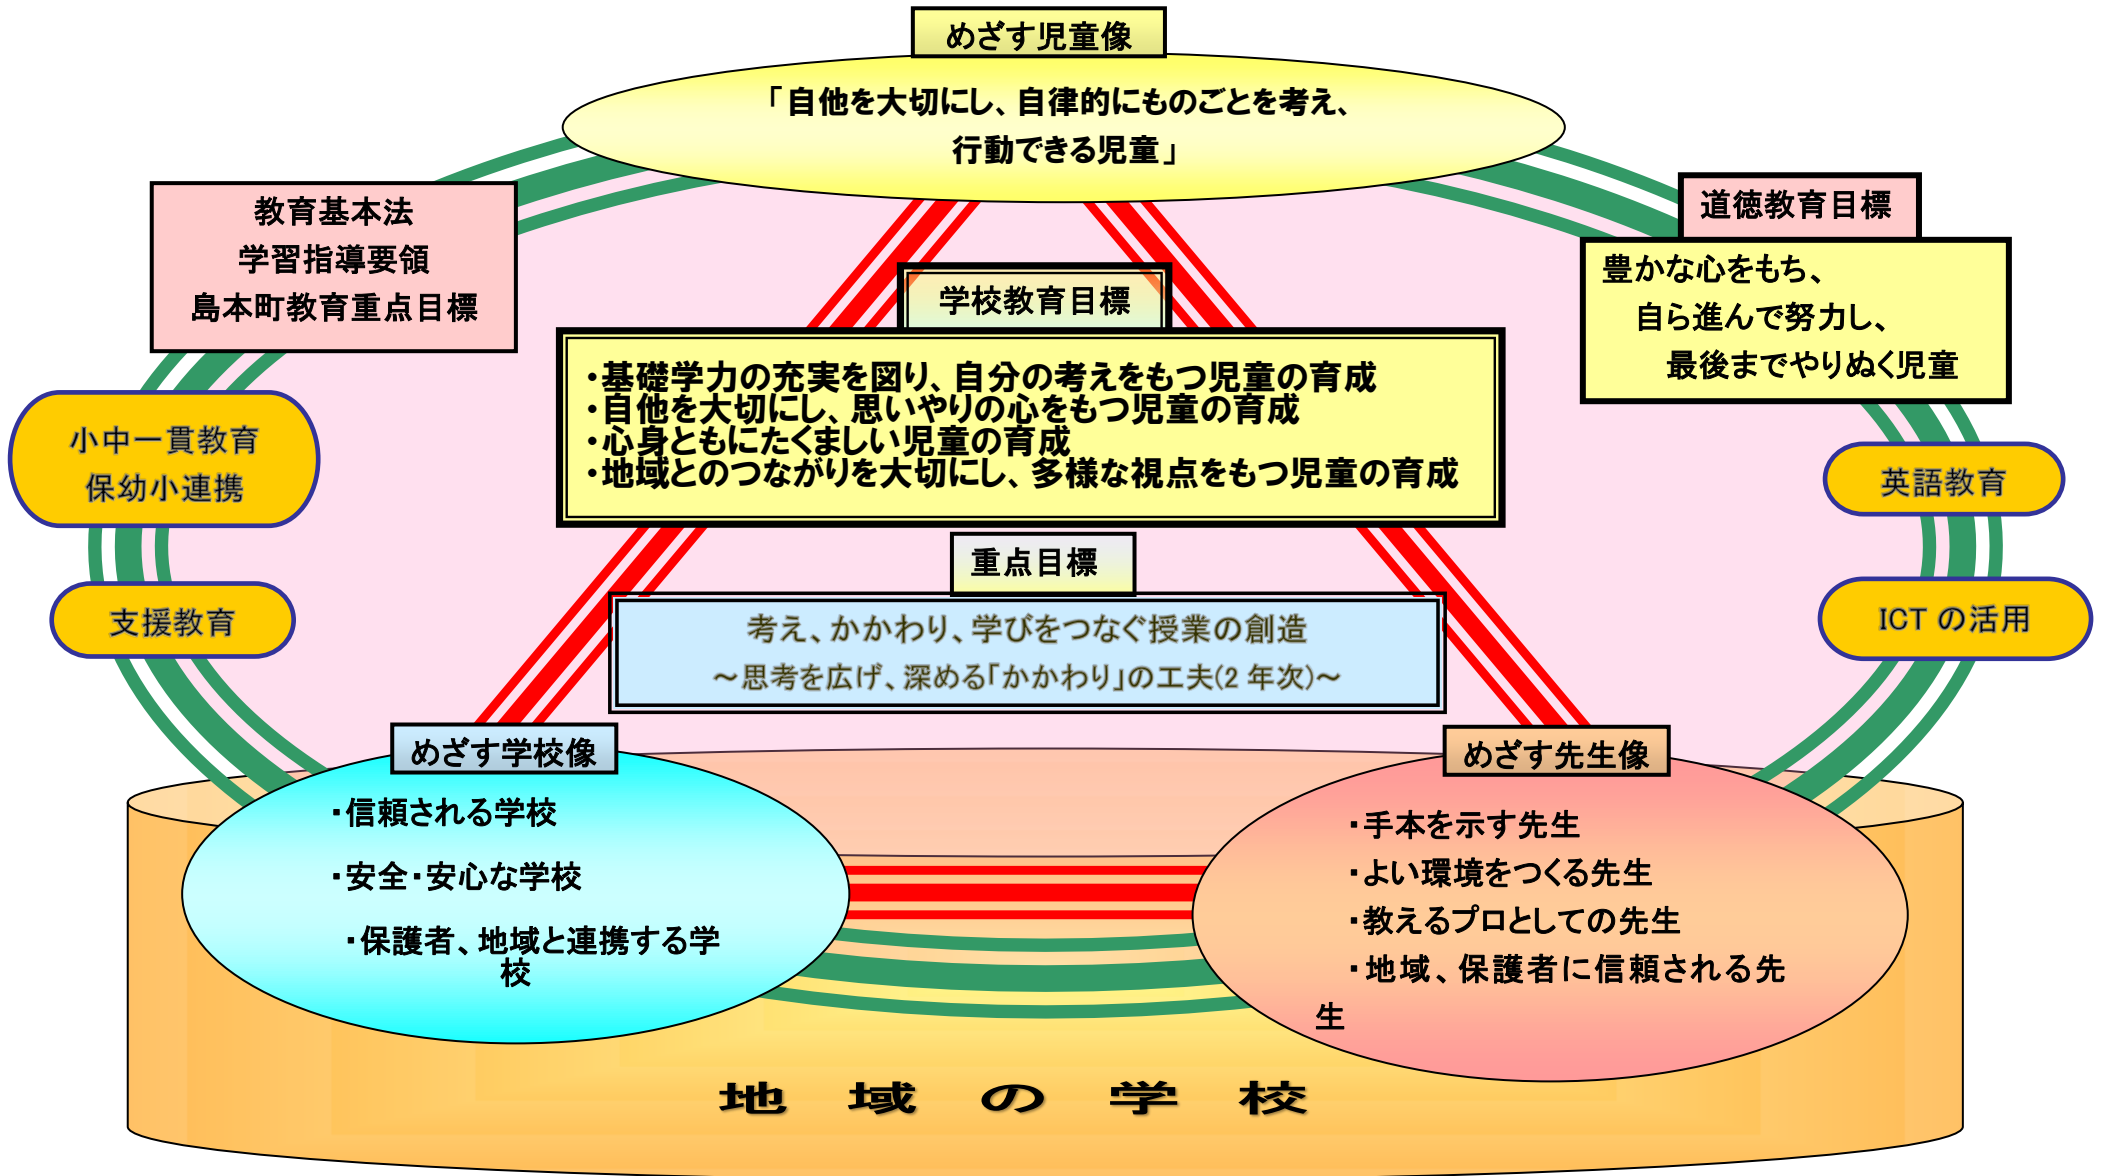 めざす児童像
「自他を大切にし、自律的にものごとを考え、
行動できる児童」
教育基本法
学習指導要領
島本町教育重点目標
道徳教育目標
豊かな心をもち、
自ら進んで努力し、
最後までやりぬく児童
学校教育目標
・基礎学力の充実を図り、自分の考えをもつ児童の育成
・自他を大切にし、思いやりの心をもつ児童の育成
・心身ともにたくましい児童の育成
・地域とのつながりを大切にし、多様な視点をもつ児童の育成
小中一貫教育
保幼小連携
英語教育
支援教育
ICTの活用
重点目標
考え、かかわり、学びをつなぐ授業の創造
～思考を広げ、深める「かかわり」の工夫(2年次)～
めざす学校像
・信頼される学校
・安全・安心な学校
・保護者、地域と連携する学
校
めざす先生像
・手本を示す先生
・よい環境をつくる先生
・教えるプロとしての先生
・地域、保護者に信頼される先
生
地域の学校